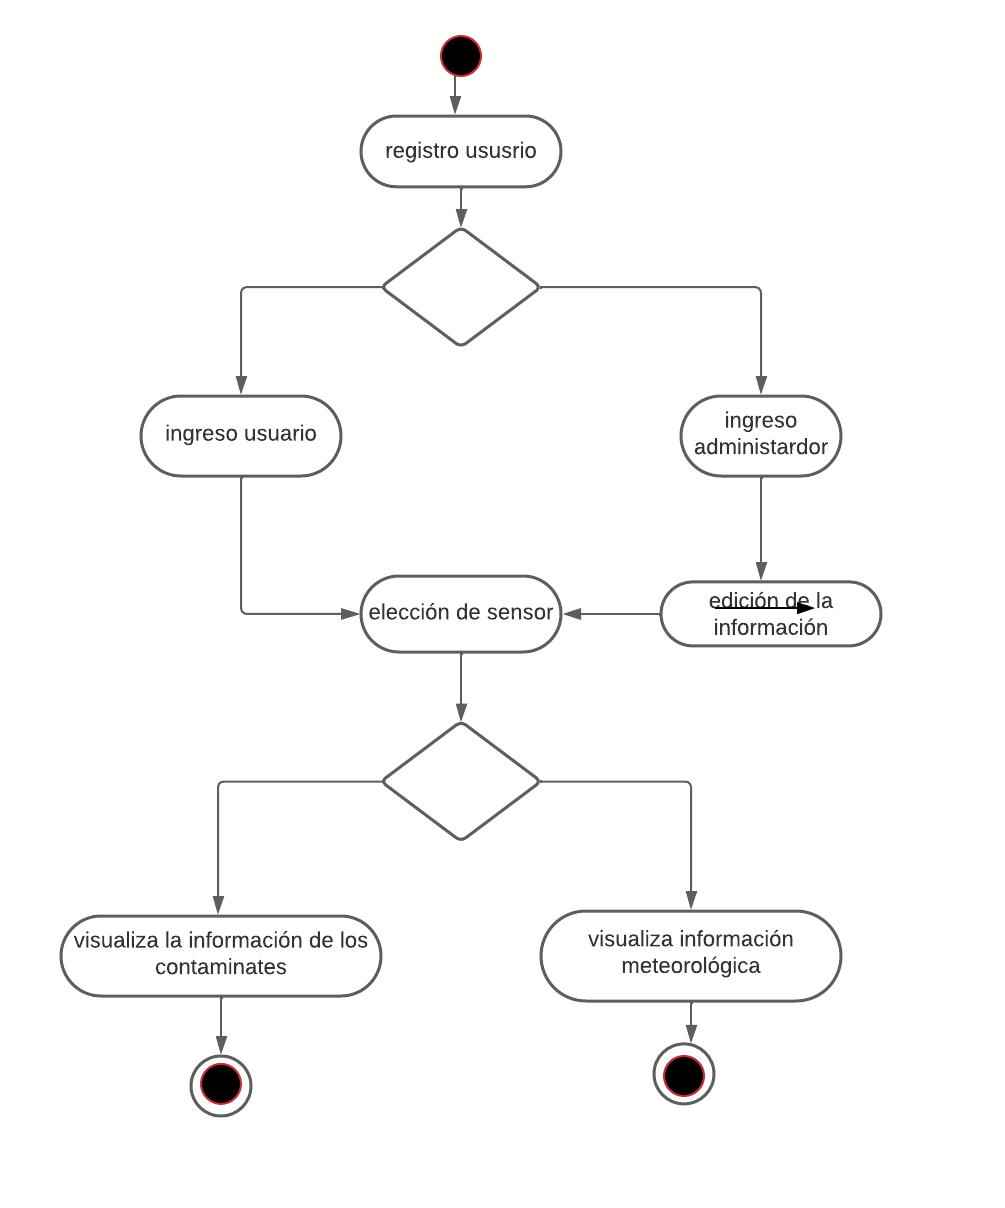 registro ususrio
ingreso usuario
ingreso
administardor
elección de sensor
edición de la
información
visualiza la información de los
contaminates
visualiza información
meteorológica